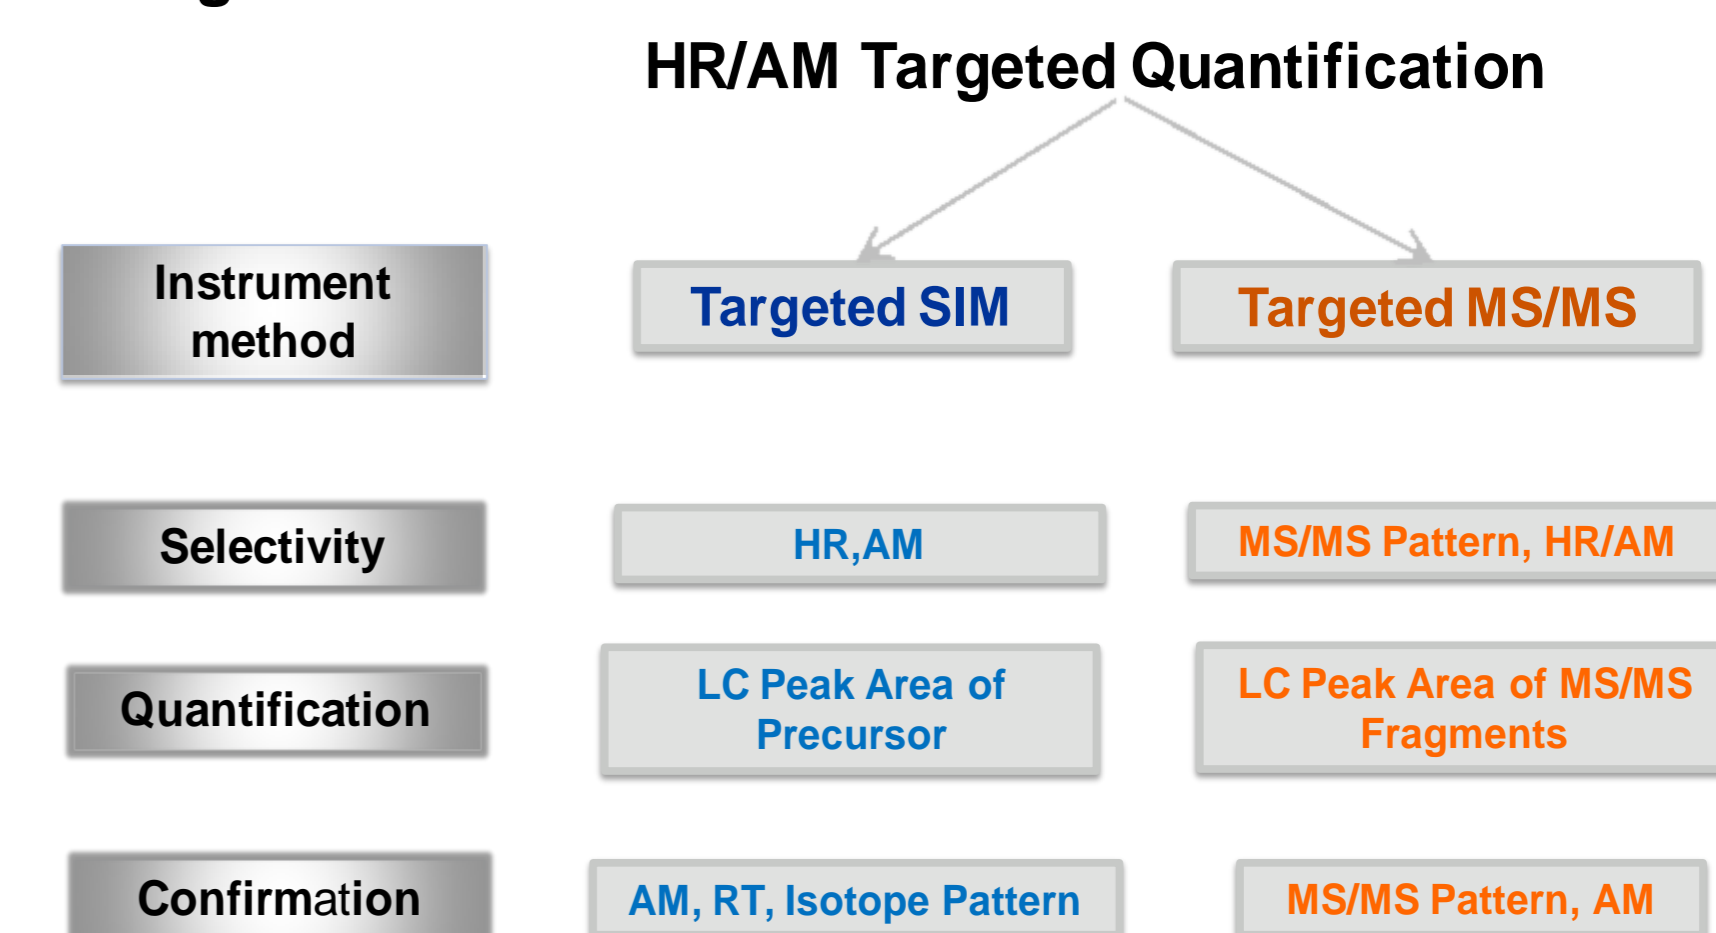 HR/AM Targeted Quantification
Instrument
method
Targeted SIM
Targeted MS/MS
Selectivity
HR,AM
MS/MS Pattern, HR/AM
Quantification
LC Peak Area of
Precursor
LC Peak Area of MS/MS
Fragments
Confirmation
AM, RT, Isotope Pattern
MS/MS Pattern, AM